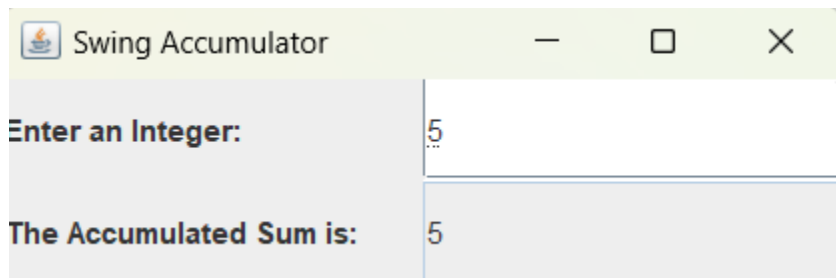 Swing Accumulator
Enter an Integer: 5
The Accumulated Sum is: 5